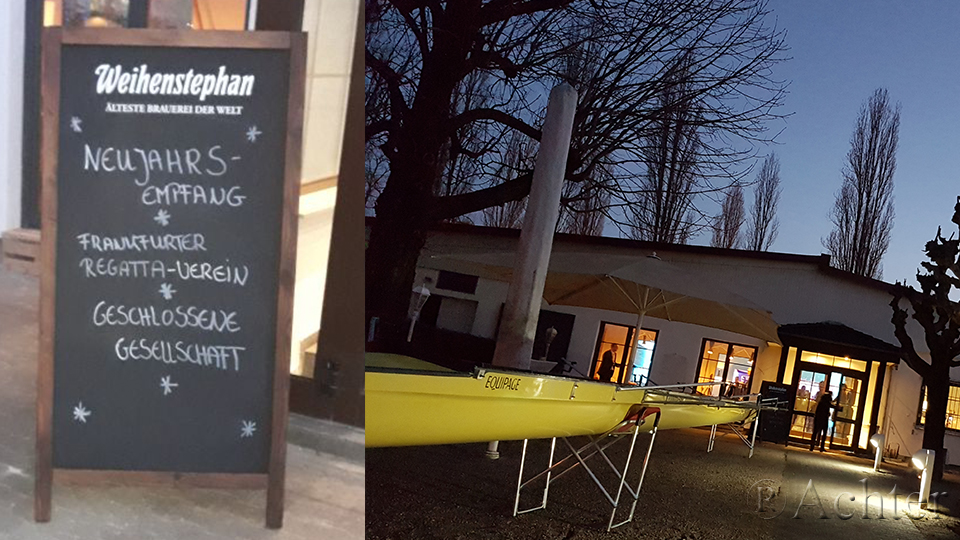 Weihenstephan
ÄLTESTE BRAUEREI DER WELT
NEUJAHRS-
EMPFANG
FRANKFURTER
REGATTA-VEREIN
GESCHLOSSENE
GESELLSCHAFT
EQUIPAGE
Achter